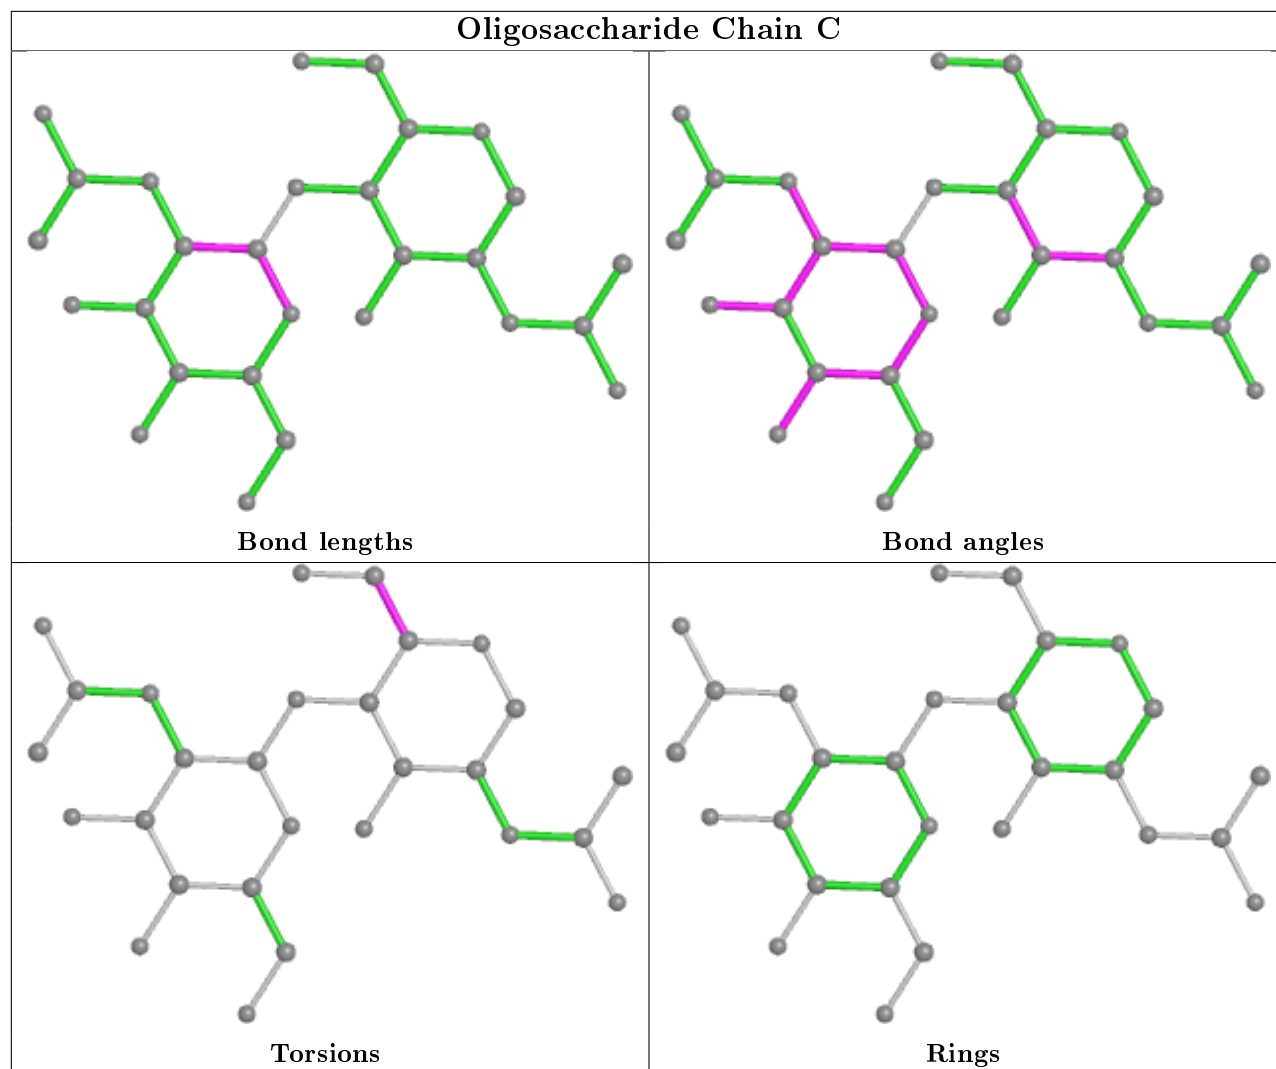 Oligosaccharide Chain C
Bond lengths
Bond angles
Torsions
Rings